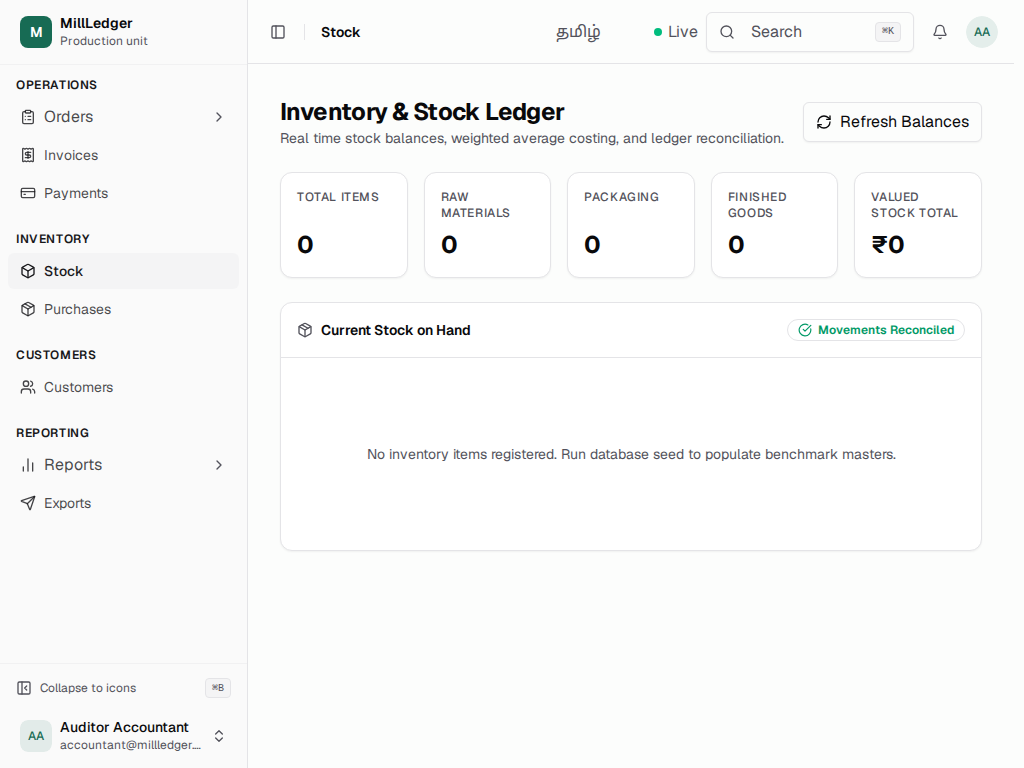 M
MillLedger
Production unit
OPERATIONS
Orders
Invoices
Payments
INVENTORY
Stock
Purchases
CUSTOMERS
Customers
REPORTING
Reports
Exports
Collapse to icons
⌘B
AA
Auditor Accountant
accountant@millledger....
Stock
தமிழ்
Live
Search
⌘K
AA
Inventory & Stock Ledger
Real time stock balances, weighted average costing, and ledger reconciliation.
Refresh Balances
TOTAL ITEMS
0
RAW
MATERIALS
0
PACKAGING
0
FINISHED
GOODS
0
VALUED
STOCK TOTAL
₹0
Current Stock on Hand
Movements Reconciled
No inventory items registered. Run database seed to populate benchmark masters.